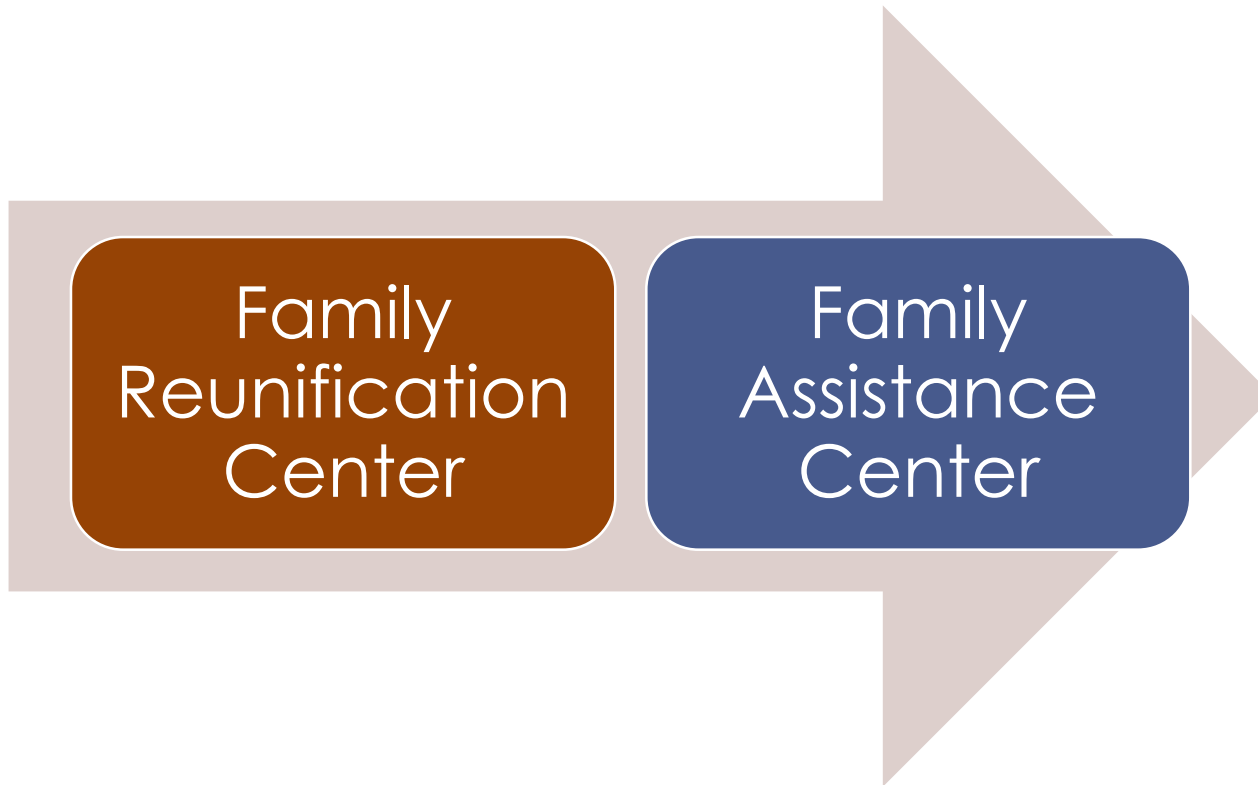 Family
Reunification
Center
Family
Assistance
Center